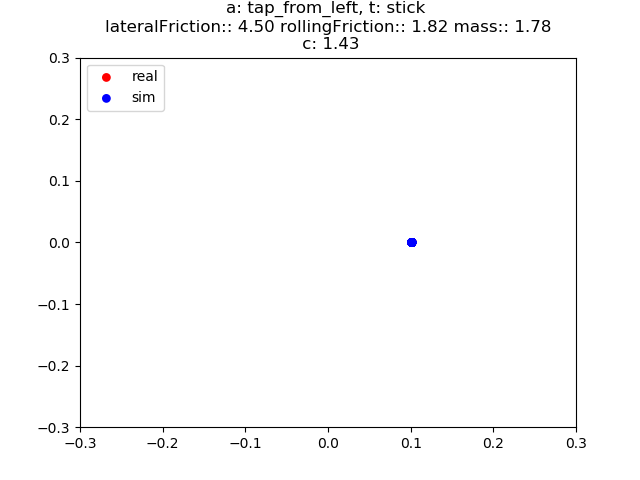 a: tap_from_left, t: stick
lateralFriction:: 4.50 rollingFriction:: 1.82 mass:: 1.78
c: 1.43
real
sim
0.3
0.2
0.1
0.0
−0.1
−0.2
−0.3
−0.3 −0.2 −0.1 0.0 0.1 0.2 0.3